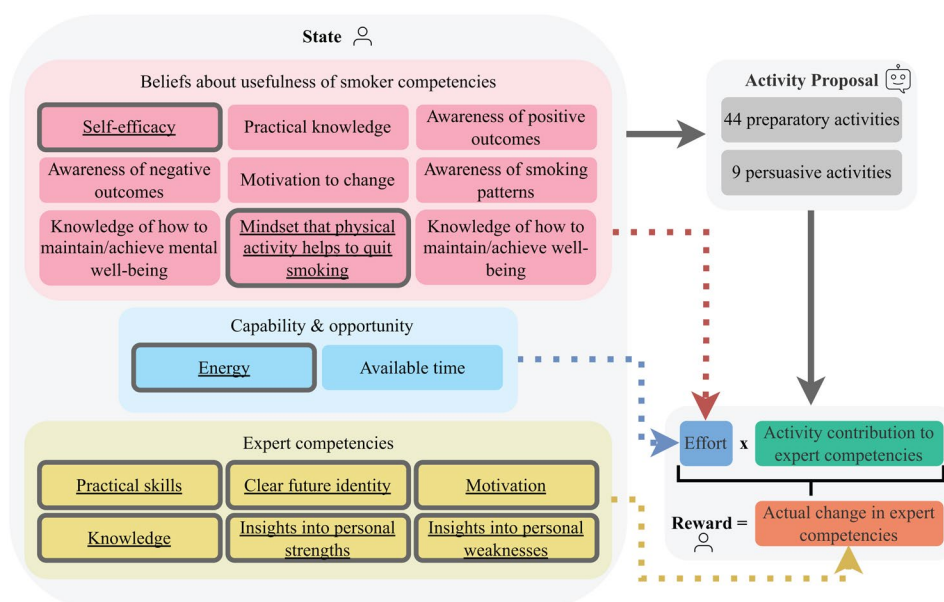 State
Beliefs about usefulness of smoker competencies
Self-efficacy
Practical knowledge
Awareness of positive
outcomes
Awareness of negative
outcomes
Motivation to change
Awareness of smoking
patterns
Knowledge of how to
maintain/achieve mental
well-being
Mindset that physical
activity helps to quit
smoking
Knowledge of how to
maintain/achieve well-
being
Capability & opportunity
Energy
Available time
Expert competencies
Practical skills
Clear future identity
Motivation
Knowledge
Insights into personal
strengths
Insights into personal
weaknesses
Activity Proposal
44 preparatory activities
9 persuasive activities
Effort
x
Activity contribution to
expert competencies
Reward =
Actual change in expert
competencies